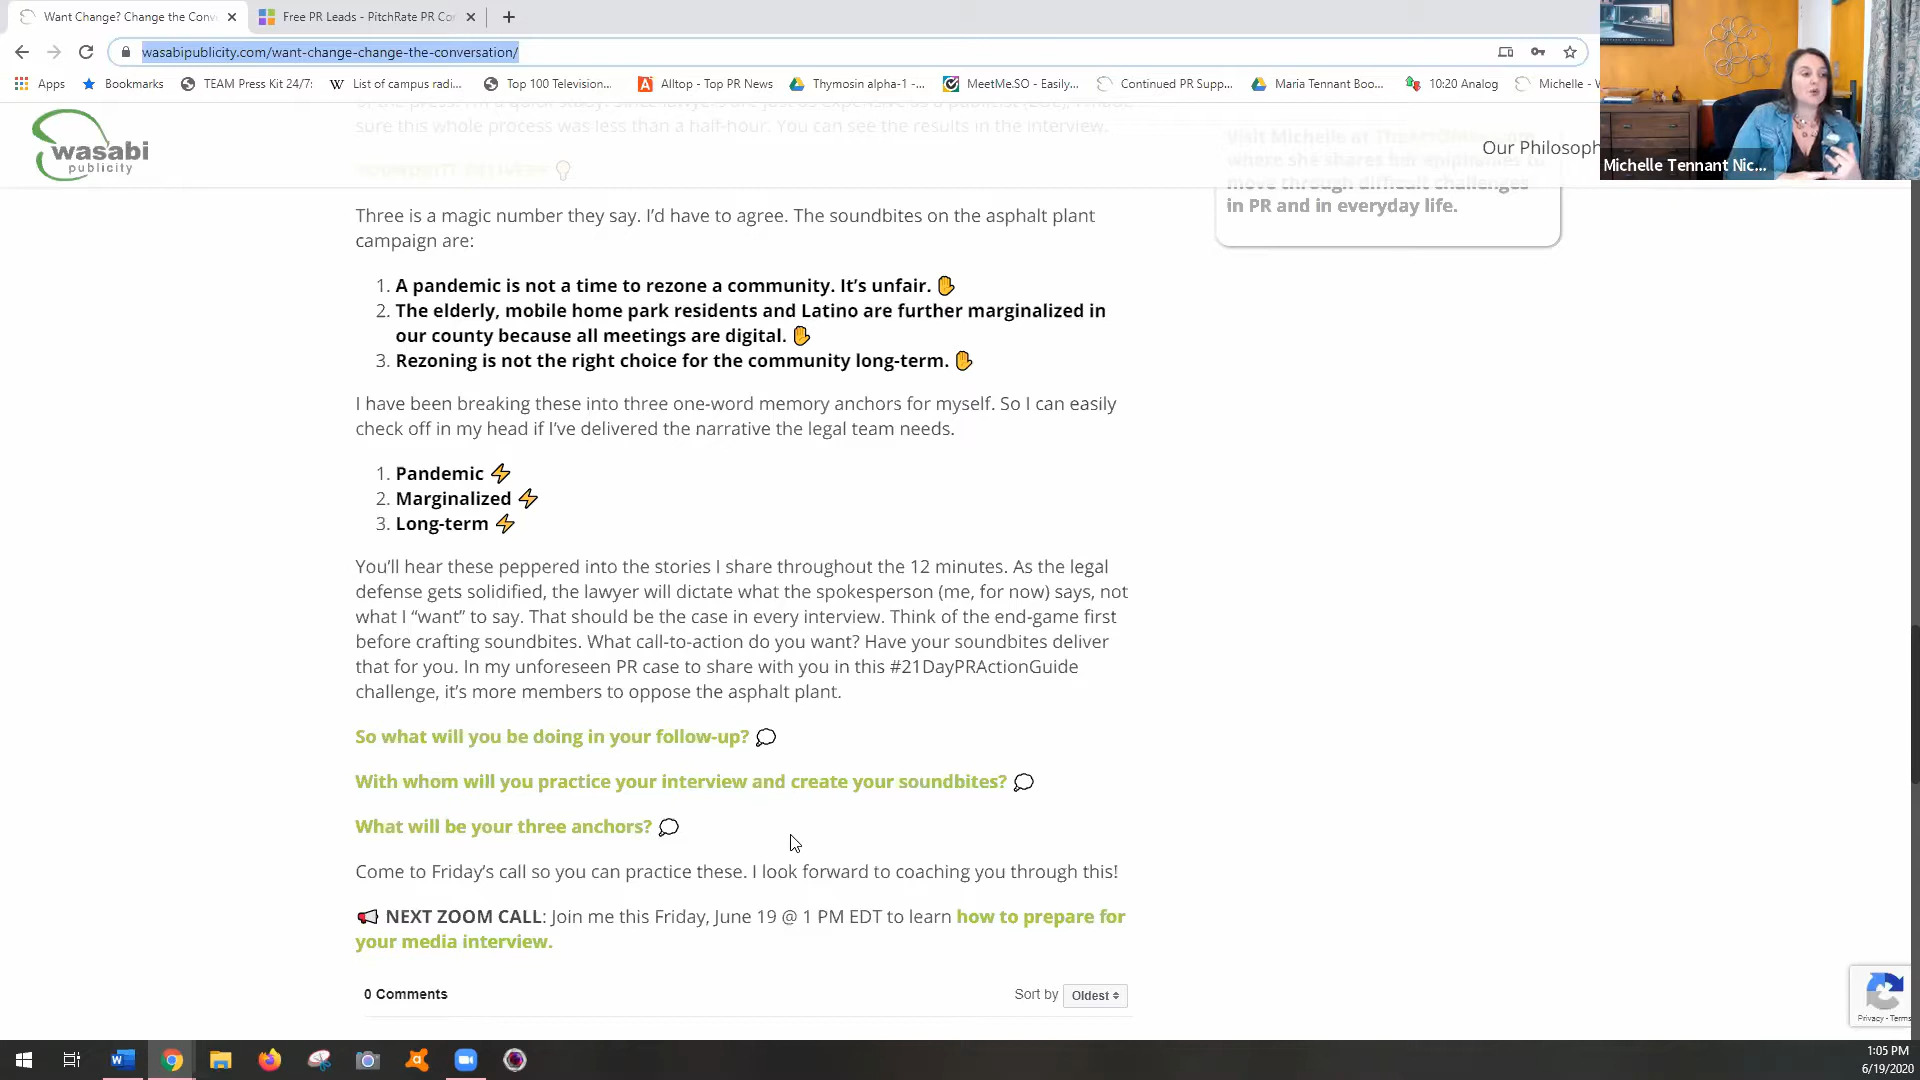 Want Change? Change the Conv
Free PR Leads - PitchRate PR Co
wasabipublicity.com/want-change-change-the-conversation/
Apps
Bookmarks
TEAM Press Kit 24/7:
List of campus radi...
Top 100 Television...
Alltop - Top PR News
Thymosin alpha-1 -...
MeetMe.SO - Easily...
Continued PR Supp...
Maria Tennant Boo...
10:20 Analog
Michelle - W
wasabi
publicity
sure this whole process was less than a half-hour. You can see the results in the interview.
Our Philosoph
Michelle Tennant Nic...
Visit Michelle at
where she shares her epiphanies to
move through difficult challenges
in PR and in everyday life.
Three is a magic number they say. I'd have to agree. The soundbites on the asphalt plant
campaign are:
1. A pandemic is not a time to rezone a community. It's unfair. ✋
2. The elderly, mobile home park residents and Latino are further marginalized in
our county because all meetings are digital. ✋
3. Rezoning is not the right choice for the community long-term. ✋
I have been breaking these into three one-word memory anchors for myself. So I can easily
check off in my head if I've delivered the narrative the legal team needs.
1. Pandemic ⚡
2. Marginalized ⚡
3. Long-term ⚡
You'll hear these peppered into the stories I share throughout the 12 minutes. As the legal
defense gets solidified, the lawyer will dictate what the spokesperson (me, for now) says, not
what I “want” to say. That should be the case in every interview. Think of the end-game first
before crafting soundbites. What call-to-action do you want? Have your soundbites deliver
that for you. In my unforeseen PR case to share with you in this #21DayPRActionGuide
challenge, it's more members to oppose the asphalt plant.
So what will you be doing in your follow-up? 💭
With whom will you practice your interview and create your soundbites? 💭
What will be your three anchors? 💭
Come to Friday's call so you can practice these. I look forward to coaching you through this!
📢 NEXT ZOOM CALL: Join me this Friday, June 19 @ 1 PM EDT to learn how to prepare for
your media interview.
0 Comments
Sort by Oldest
Privacy - Terms
1:05 PM
6/19/2020